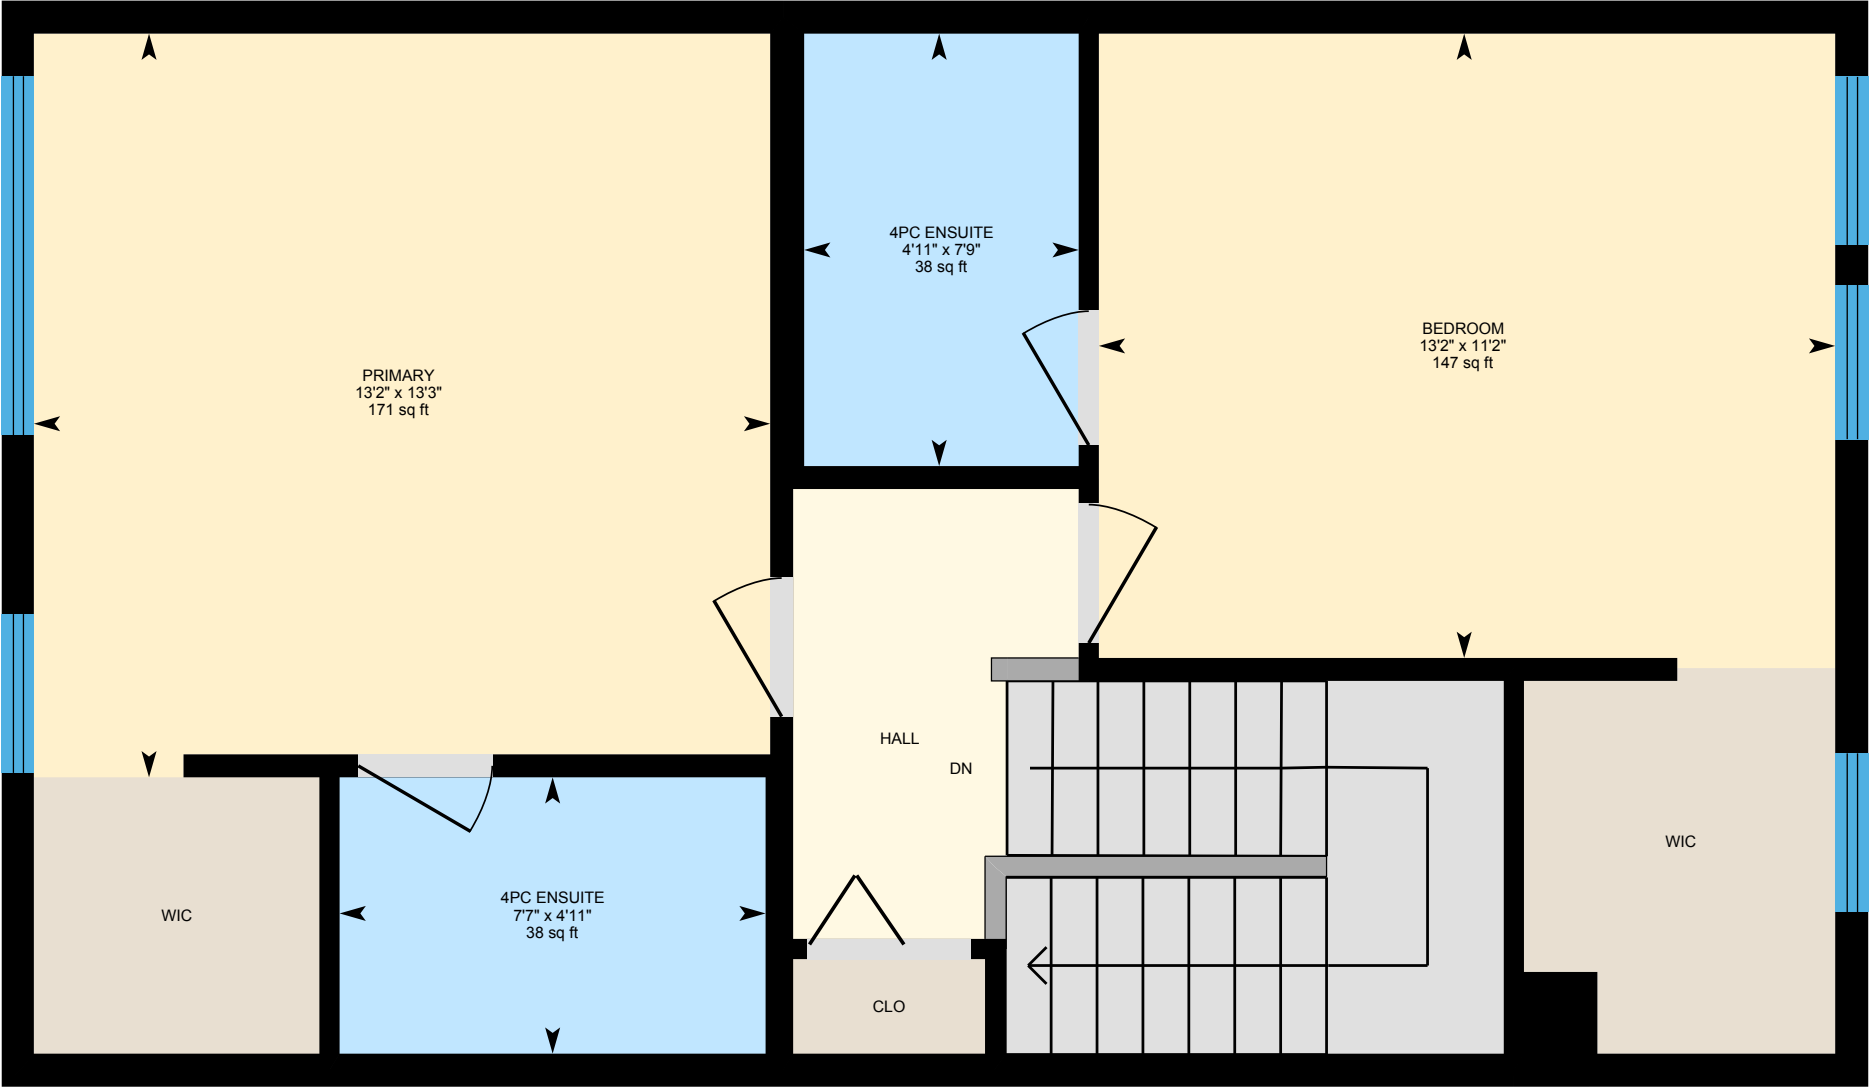 4PC ENSUITE
4'11" x 7'9"
38 sq ft
BEDROOM
13'2" x 11'2"
147 sq ft
PRIMARY
13'2" x 13'3"
171 sq ft
HALL
DN
WIC
4PC ENSUITE
7'7" x 4'11"
38 sq ft
WIC
CLO